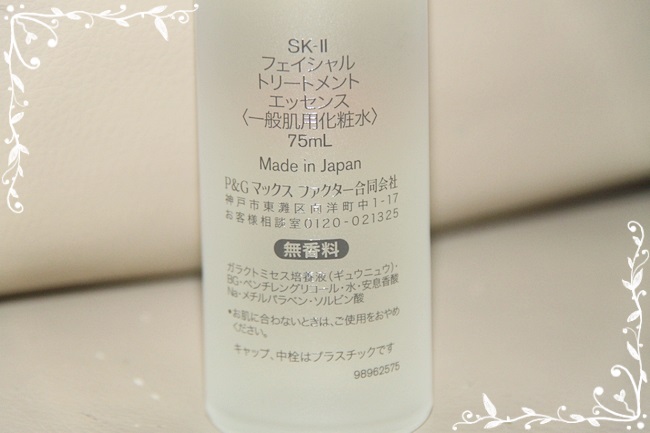 SK-II
フェイシャル
トリートメント
エッセンス
〈一般肌用化粧水〉
75mL
Made in Japan
P&G マックス ファクター合同会社
神戸市東灘区向洋町中1-17
お客様相談室0120-021325
無香料
ガラクトミセス培養液(ギュウニュウ)・
BG・ペンチレングリコール・水・安息香酸
Na・メチルパラベン・ソルビン酸
*お肌に合わないときは、ご使用をおやめ
ください。
キャップ、中栓はプラスチックです
98962575